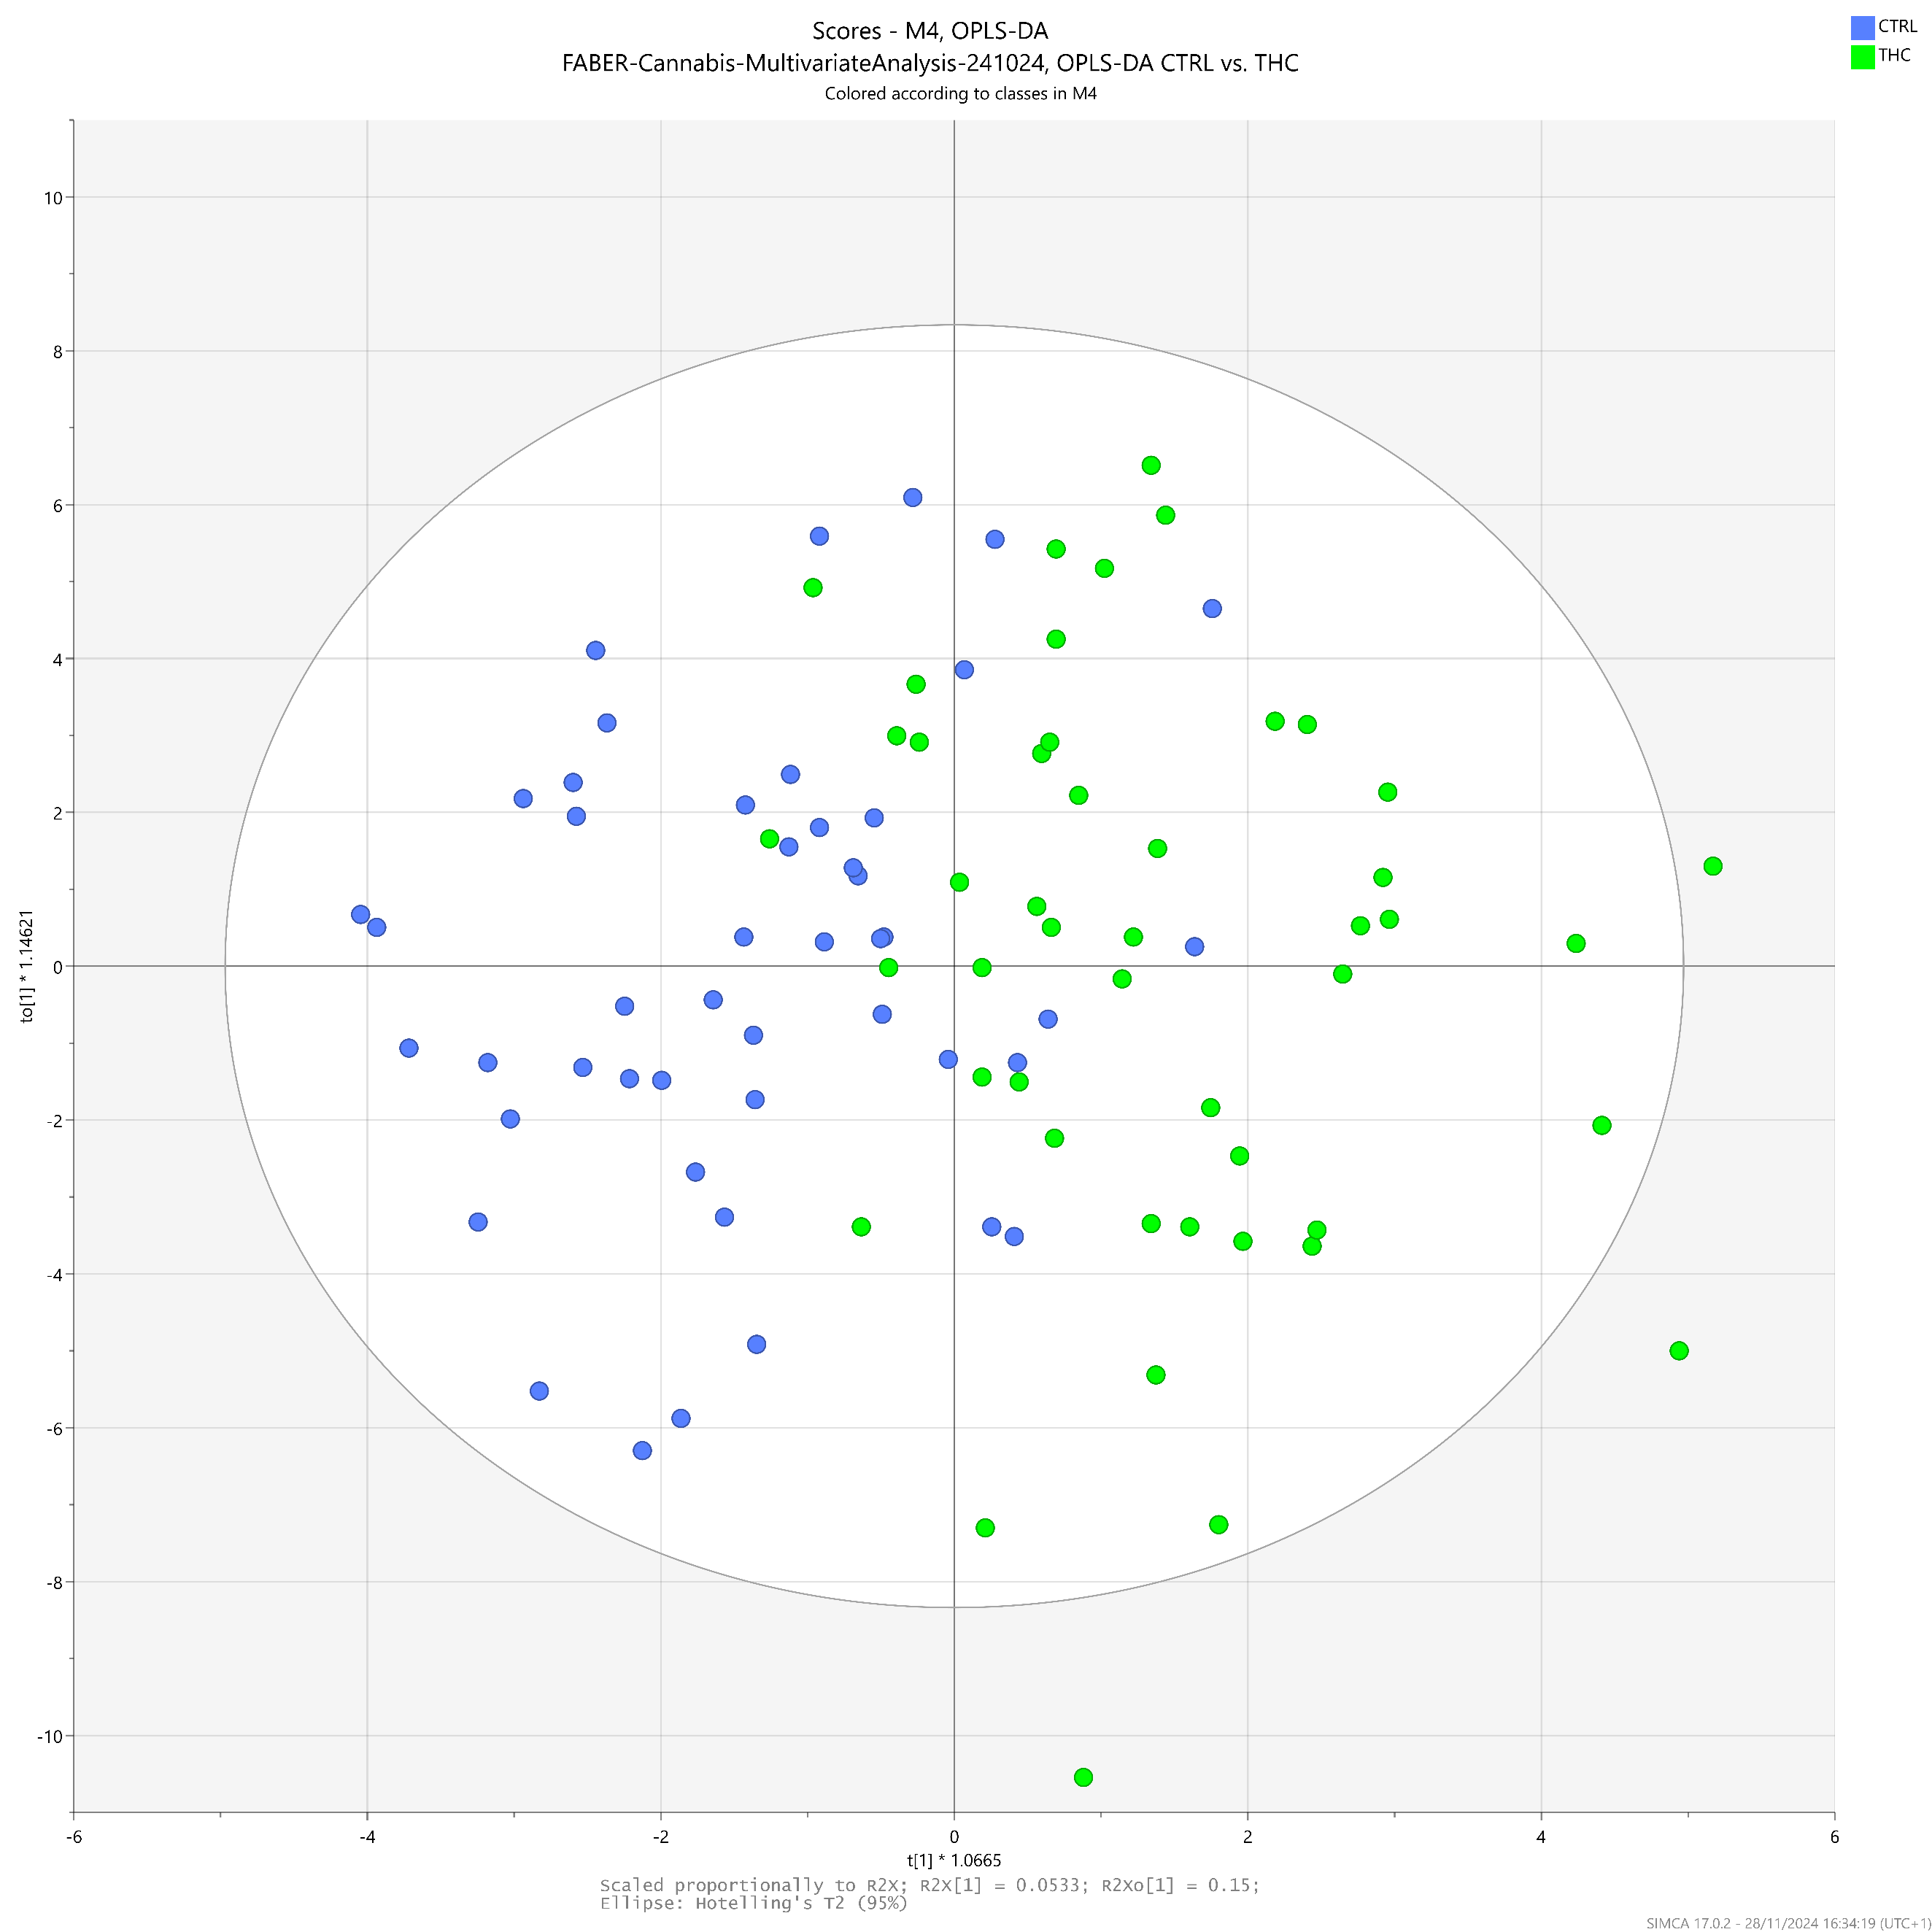 Scores - M4, OPLS-DA
FABER-Cannabis-MultivariateAnalysis-241024, OPLS-DA CTRL vs. THC
Colored according to classes in M4
CTRL
THC
10
8
6
4
2
0
-2
-4
-6
-8
-10
to[1] * 1.14621
-6 -4 -2 0 2 4 6
t[1] * 1.0665
Scaled proportionally to R2X; R2X[1] = 0.0533; R2Xo[1] = 0.15;
Ellipse: Hotelling's T2 (95%)
SIMCA 17.0.2 - 28/11/2024 16:34:19 (UTC+1)